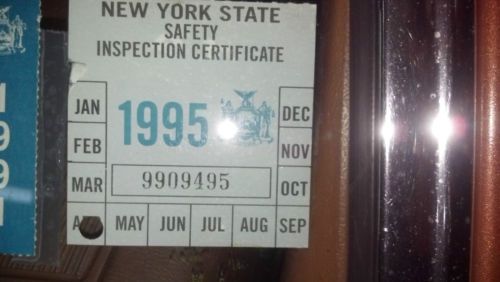 NEW YORK STATE
SAFETY
INSPECTION CERTIFICATE
JAN
1995
DEC
FEB
NOV
MAR
9909495
OCT
MAY
JUN
JUL
AUG
SEP